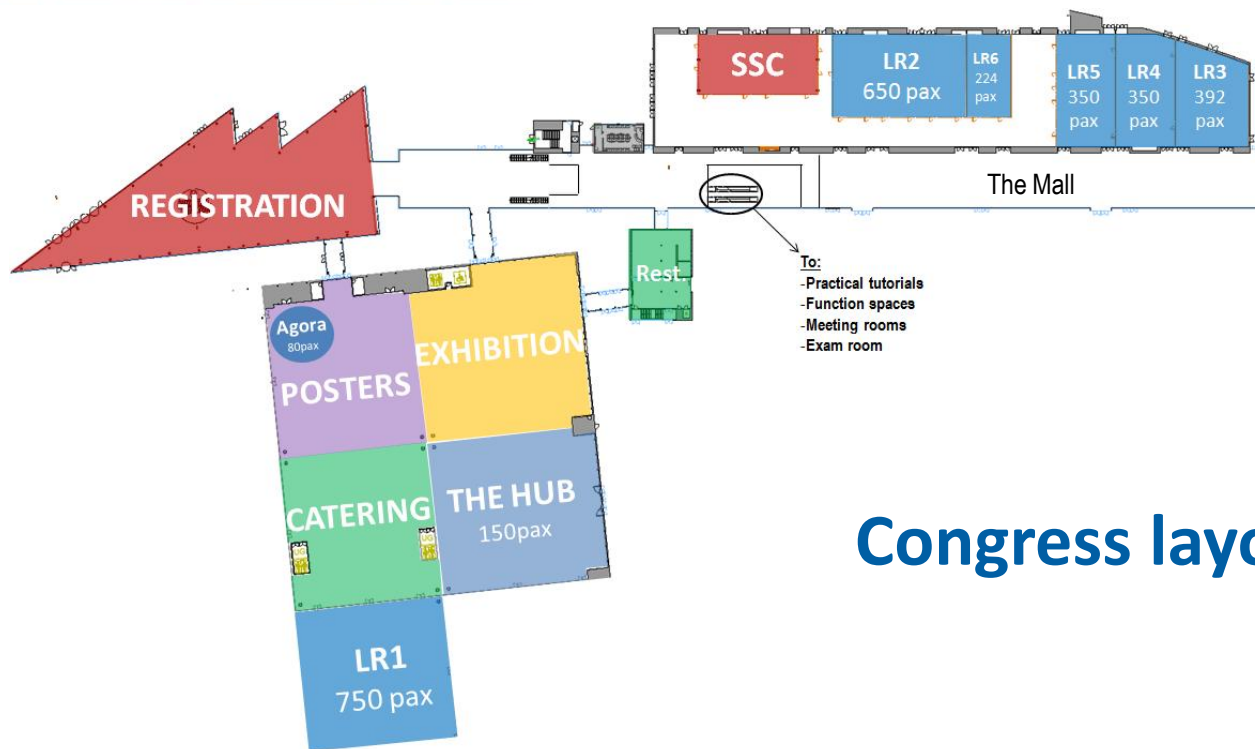 SSC
LR2
650 pax
LR6
224
pax
LR5
350
pax
LR4
350
pax
LR3
392
pax
REGISTRATION
The Mall
Rest.
To:
-Practical tutorials
-Function spaces
-Meeting rooms
-Exam room
Agora
80pax
POSTERS
EXHIBITION
CATERING
THE HUB
150pax
UG
UG
LR1
750 pax
Congress layo